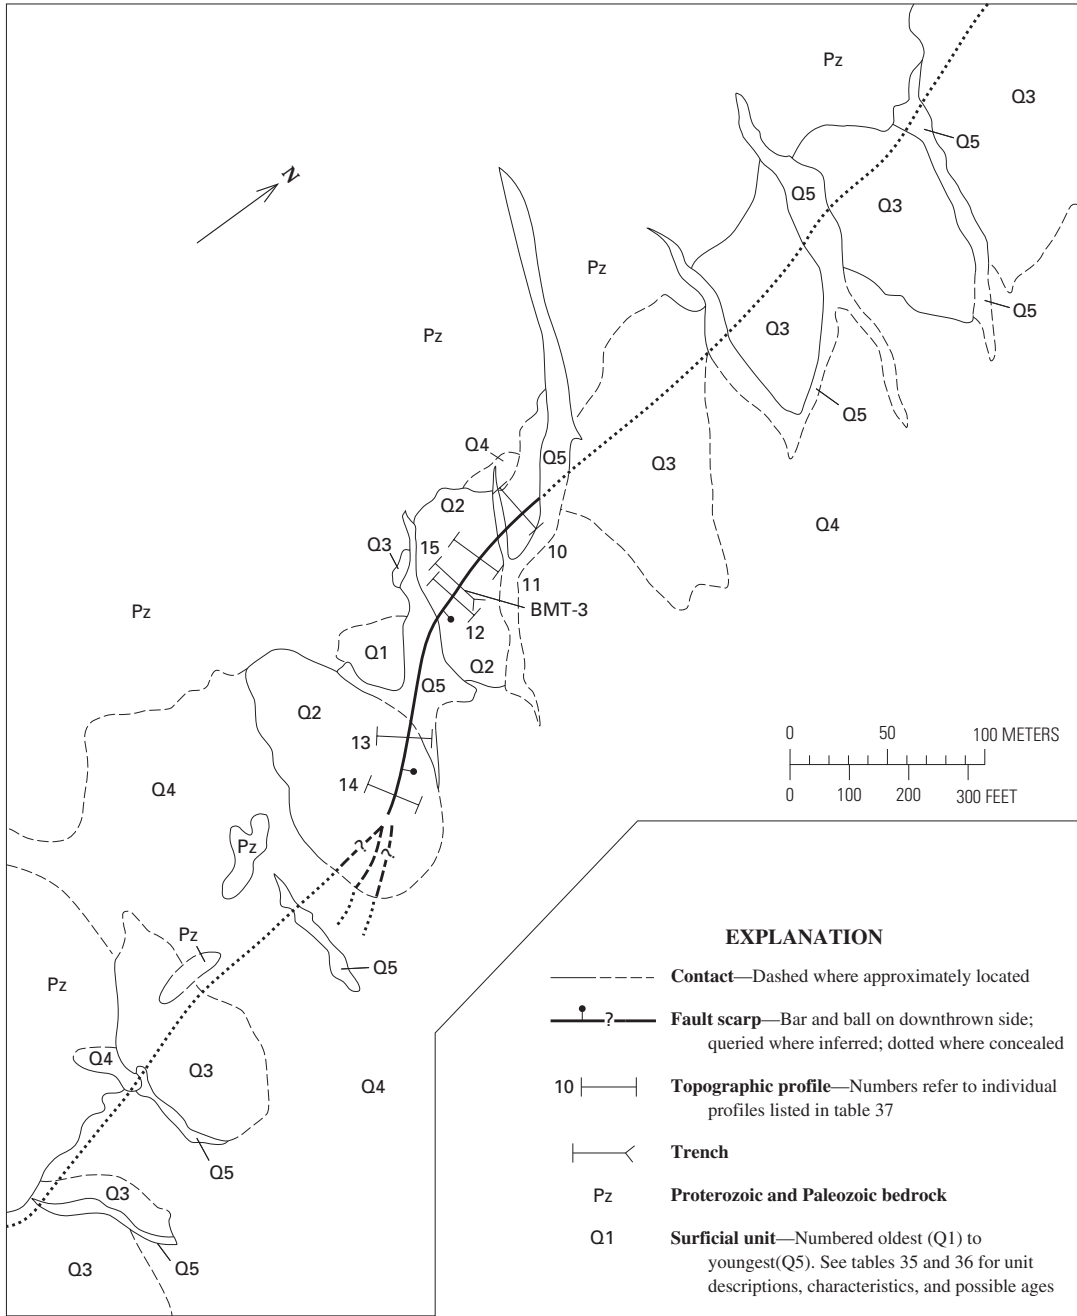 Pz
Q3
Q5
N
Q5
Q3
Pz
Q5
Q3
Pz
Q5
Q4
Q5
Q3
Q2
Q4
Q3
15
10
11
BMT-3
Pz
12
Q1
Q2
Q5
Q2
13
0 50 100 METERS
14
Q4
0 100 200 300 FEET
Pz
?
?
Pz
Q5
Pz
Q4
Q3
Q4
Q5
Q3
Q5
Q3
EXPLANATION
Contact—Dashed where approximately located
?
Fault scarp—Bar and ball on downthrown side;
queried where inferred; dotted where concealed
10
Topographic profile—Numbers refer to individual
profiles listed in table 37
Trench
Pz
Proterozoic and Paleozoic bedrock
Q1
Surficial unit—Numbered oldest (Q1) to
youngest(Q5). See tables 35 and 36 for unit
descriptions, characteristics, and possible ages